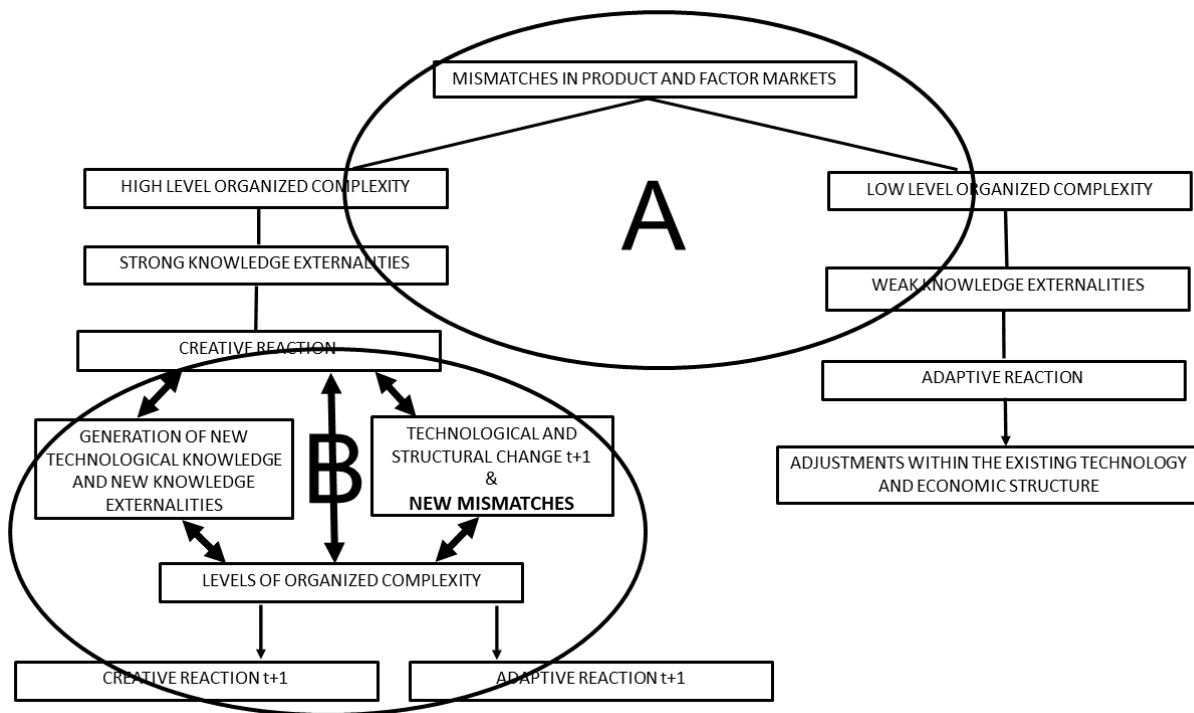 MISMATCHES IN PRODUCT AND FACTOR MARKETS
HIGH LEVEL ORGANIZED COMPLEXITY
LOW LEVEL ORGANIZED COMPLEXITY
A
STRONG KNOWLEDGE EXTERNALITIES
WEAK KNOWLEDGE EXTERNALITIES
CREATIVE REACTION
ADAPTIVE REACTION
GENERATION OF NEW
TECHNOLOGICAL KNOWLEDGE
AND NEW KNOWLEDGE
EXTERNALITIES
B
TECHNOLOGICAL AND
STRUCTURAL CHANGE t+1
&
NEW MISMATCHES
ADJUSTMENTS WITHIN THE EXISTING TECHNOLOGY
AND ECONOMIC STRUCTURE
LEVELS OF ORGANIZED COMPLEXITY
CREATIVE REACTION t+1
ADAPTIVE REACTION t+1